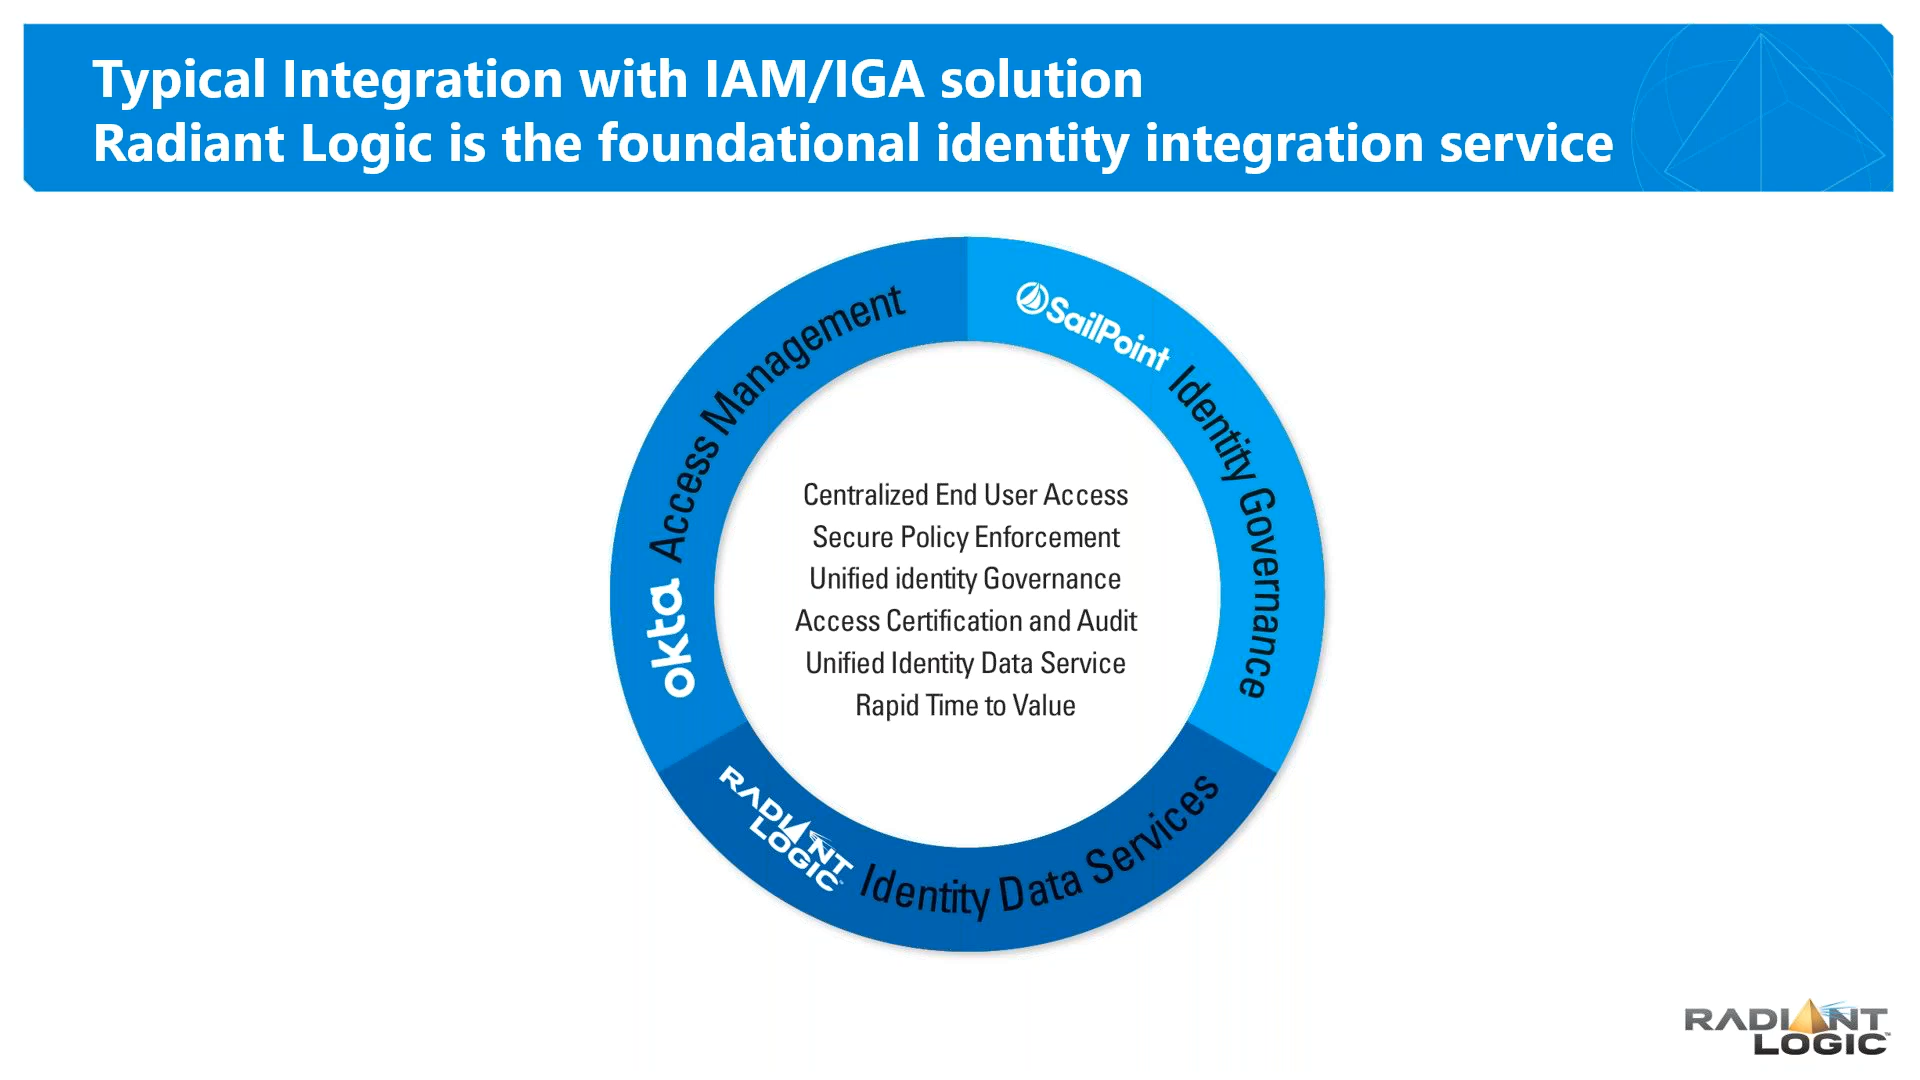 Typical Integration with IAM/IGA solution
Radiant Logic is the foundational identity integration service
okta Access Management
SailPoint Identity Governance
Centralized End User Access
Secure Policy Enforcement
Unified identity Governance
Access Certification and Audit
Unified Identity Data Service
Rapid Time to Value
RADIANT
LOGIC
Identity Data Services
RADIANT
LOGIC™